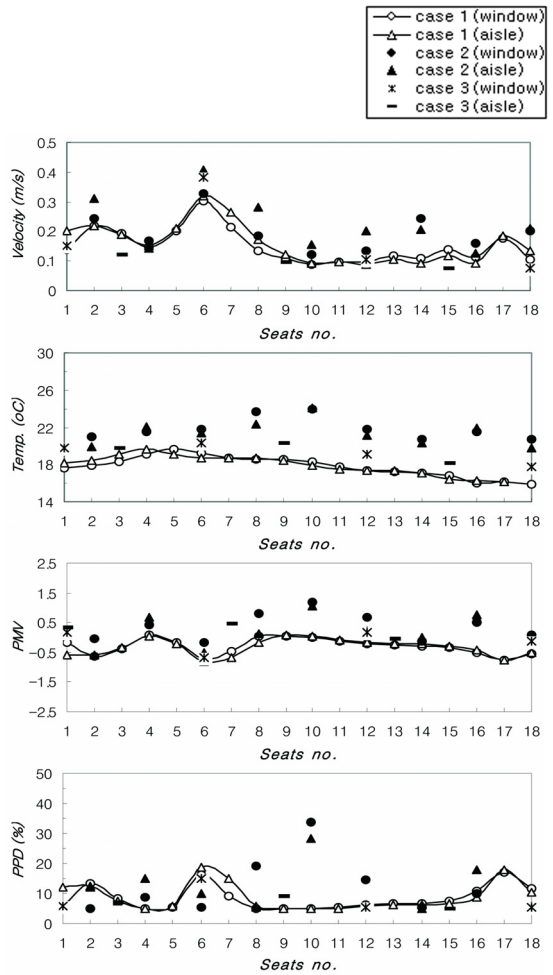 case 1 (window)
case 1 (aisle)
case 2 (window)
case 2 (aisle)
case 3 (window)
case 3 (aisle)
0.5
0.4
0.3
0.2
0.1
0
Velocity (m/s)
1 2 3 4 5 6 7 8 9 10 11 12 13 14 15 16 17 18
Seats no.
30
26
22
18
14
Temp. (oC)
1 2 3 4 5 6 7 8 9 10 11 12 13 14 15 16 17 18
Seats no.
2.5
1.5
0.5
-0.5
-1.5
-2.5
PMV
1 2 3 4 5 6 7 8 9 10 11 12 13 14 15 16 17 18
Seats no.
50
40
30
20
10
0
PPD (%)
1 2 3 4 5 6 7 8 9 10 11 12 13 14 15 16 17 18
Seats no.